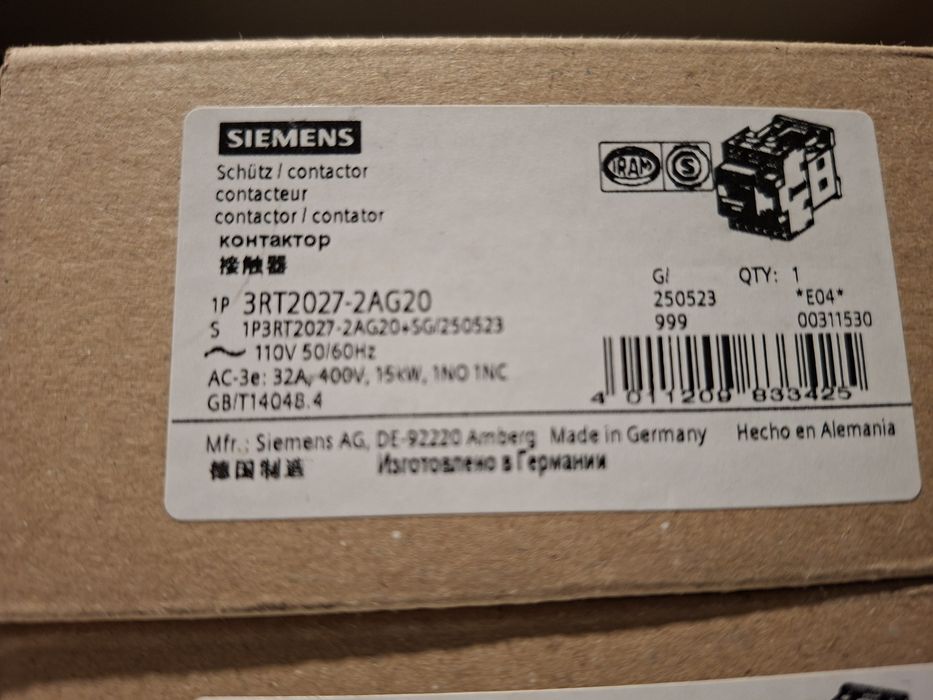 SIEMENS
Schütz / contactor
contacteur
contactor / contator
контактор
接触器
IRAM S
1P 3RT2027-2AG20
S 1P3RT2027-2AG20+SG/250523
110V 50/60Hz
AC-3e: 32A, 400V, 15kW, 1NO 1NC
GB/T14048.4
G/ QTY: 1
250523 *E04*
999 00311530
4 011209 833425
Mfr.: Siemens AG, DE-92220 Amberg Made in Germany Hecho en Alemania
德国制造 Изготовлено в Германии